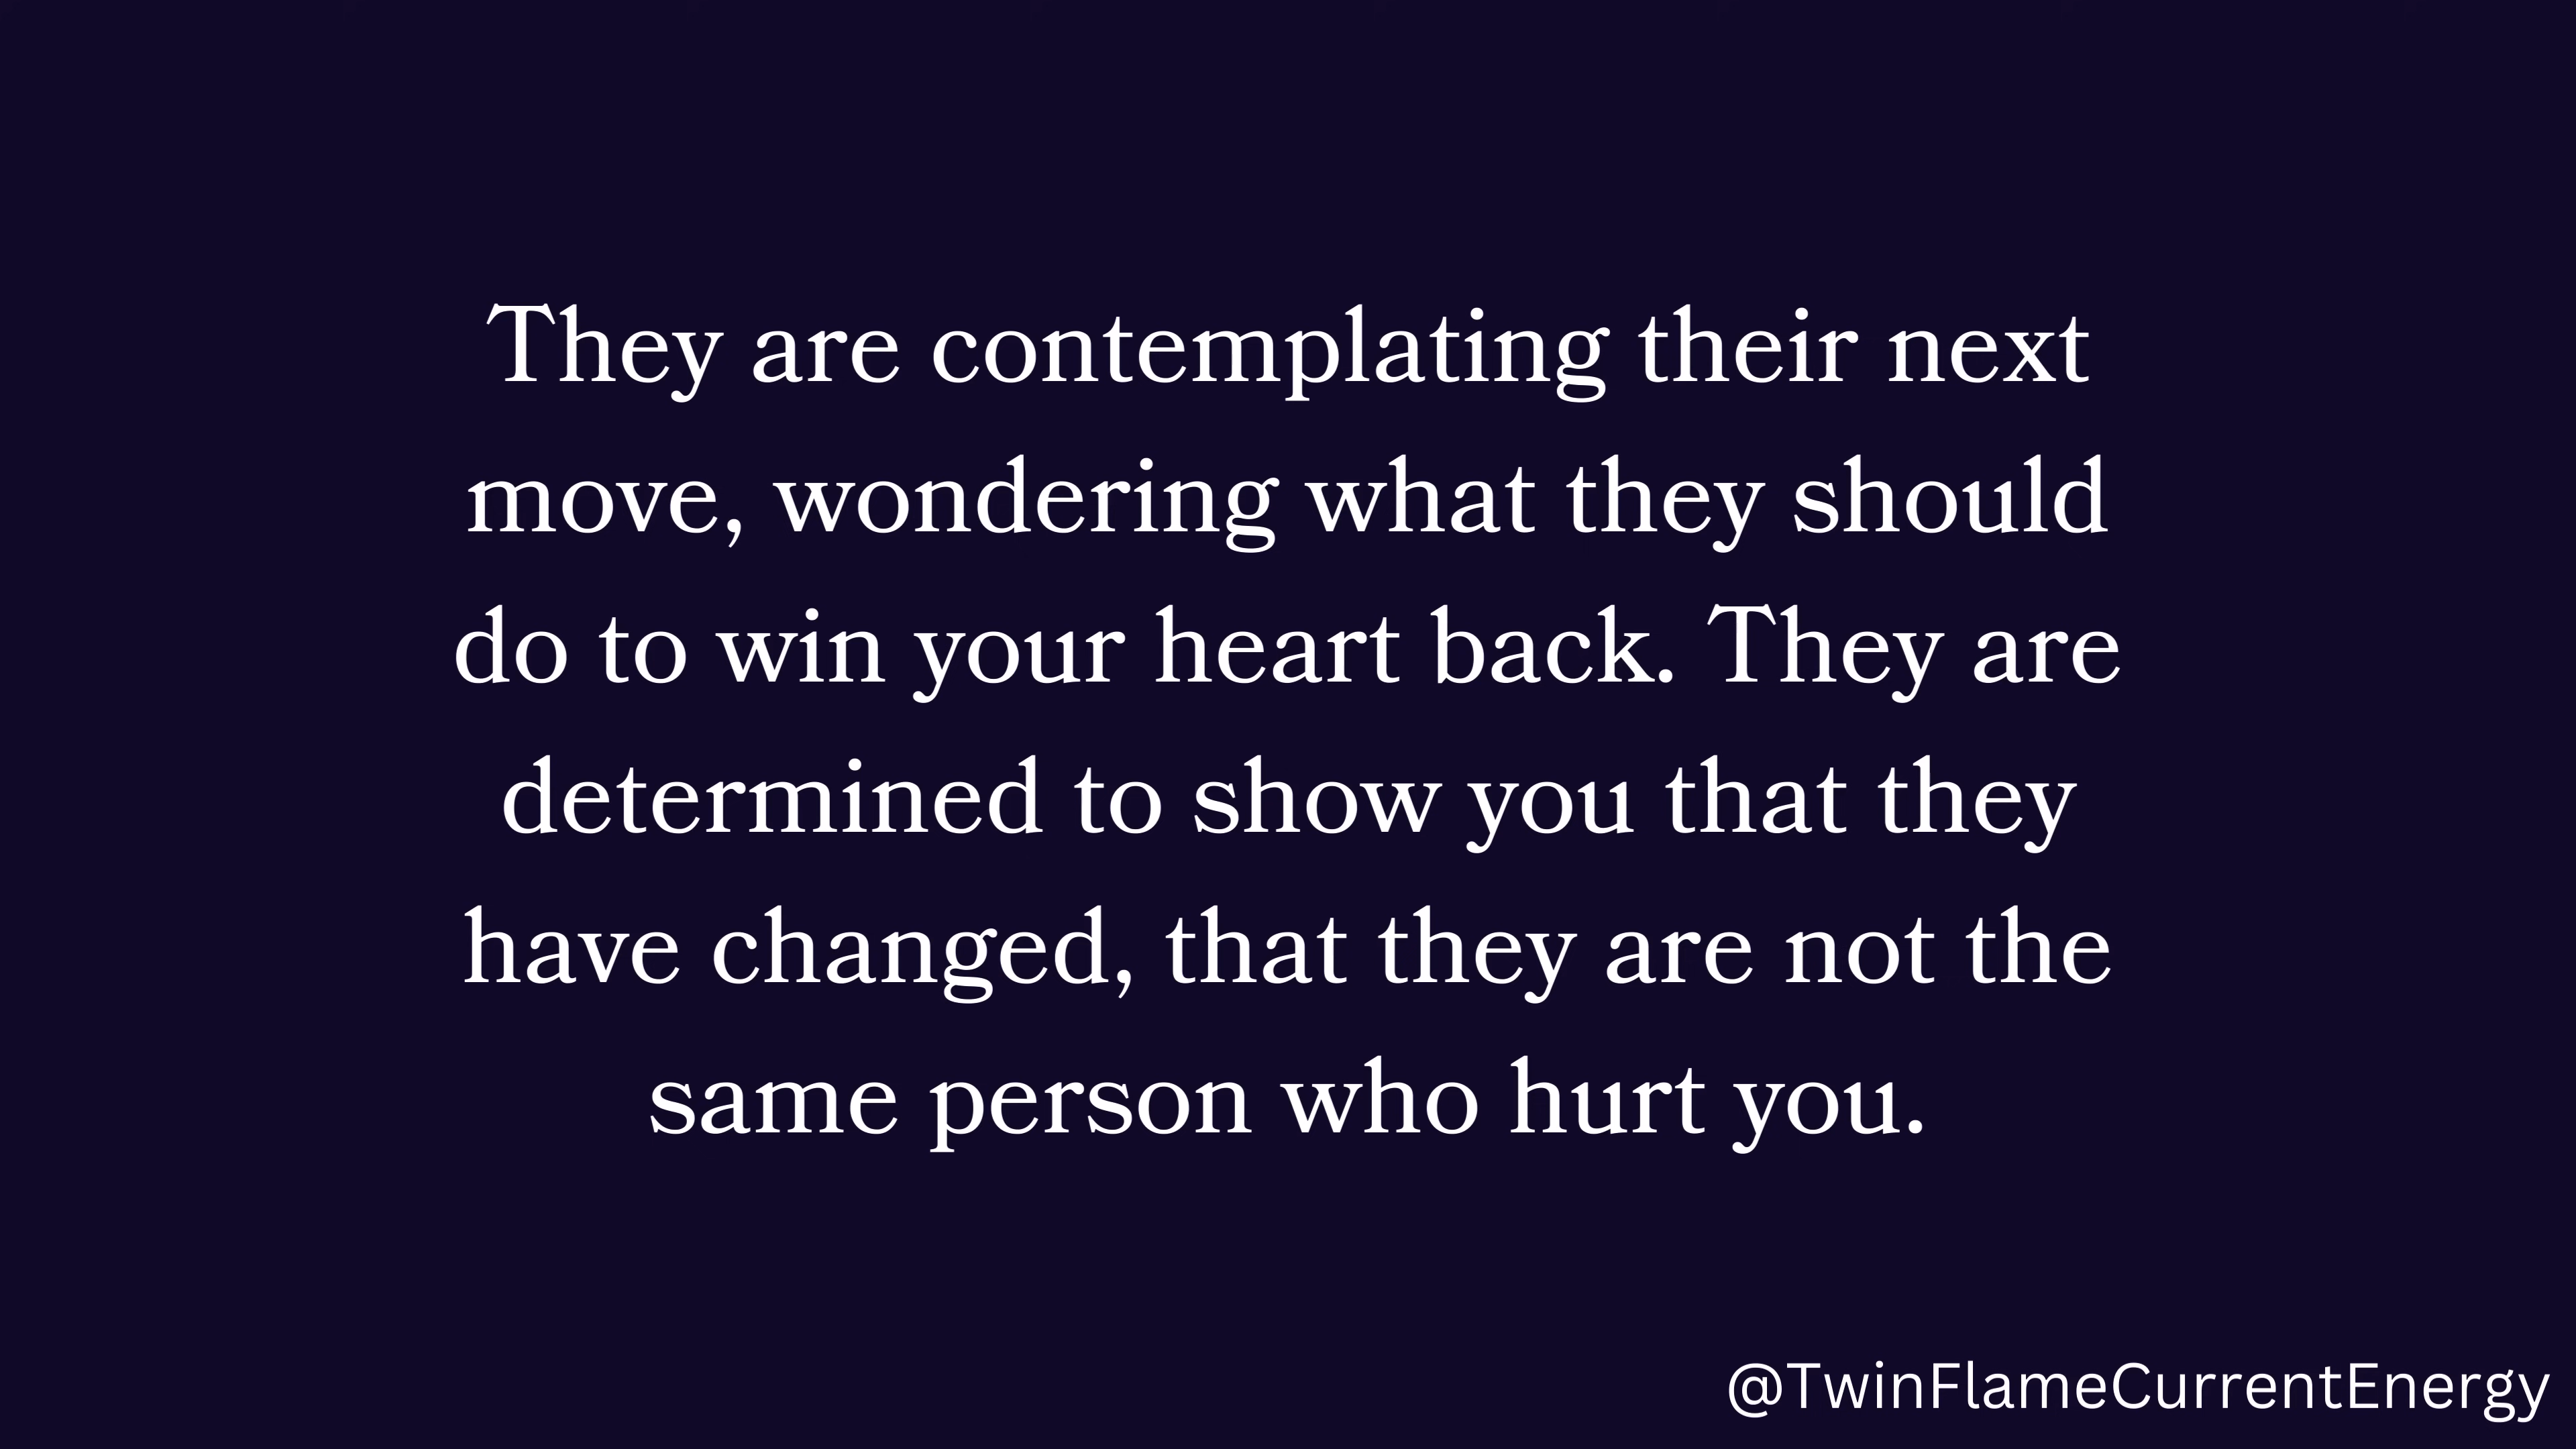 They are contemplating their next
move, wondering what they should
do to win your heart back. They are
determined to show you that they
have changed, that they are not the
same person who hurt you.
@TwinFlameCurrentEnergy